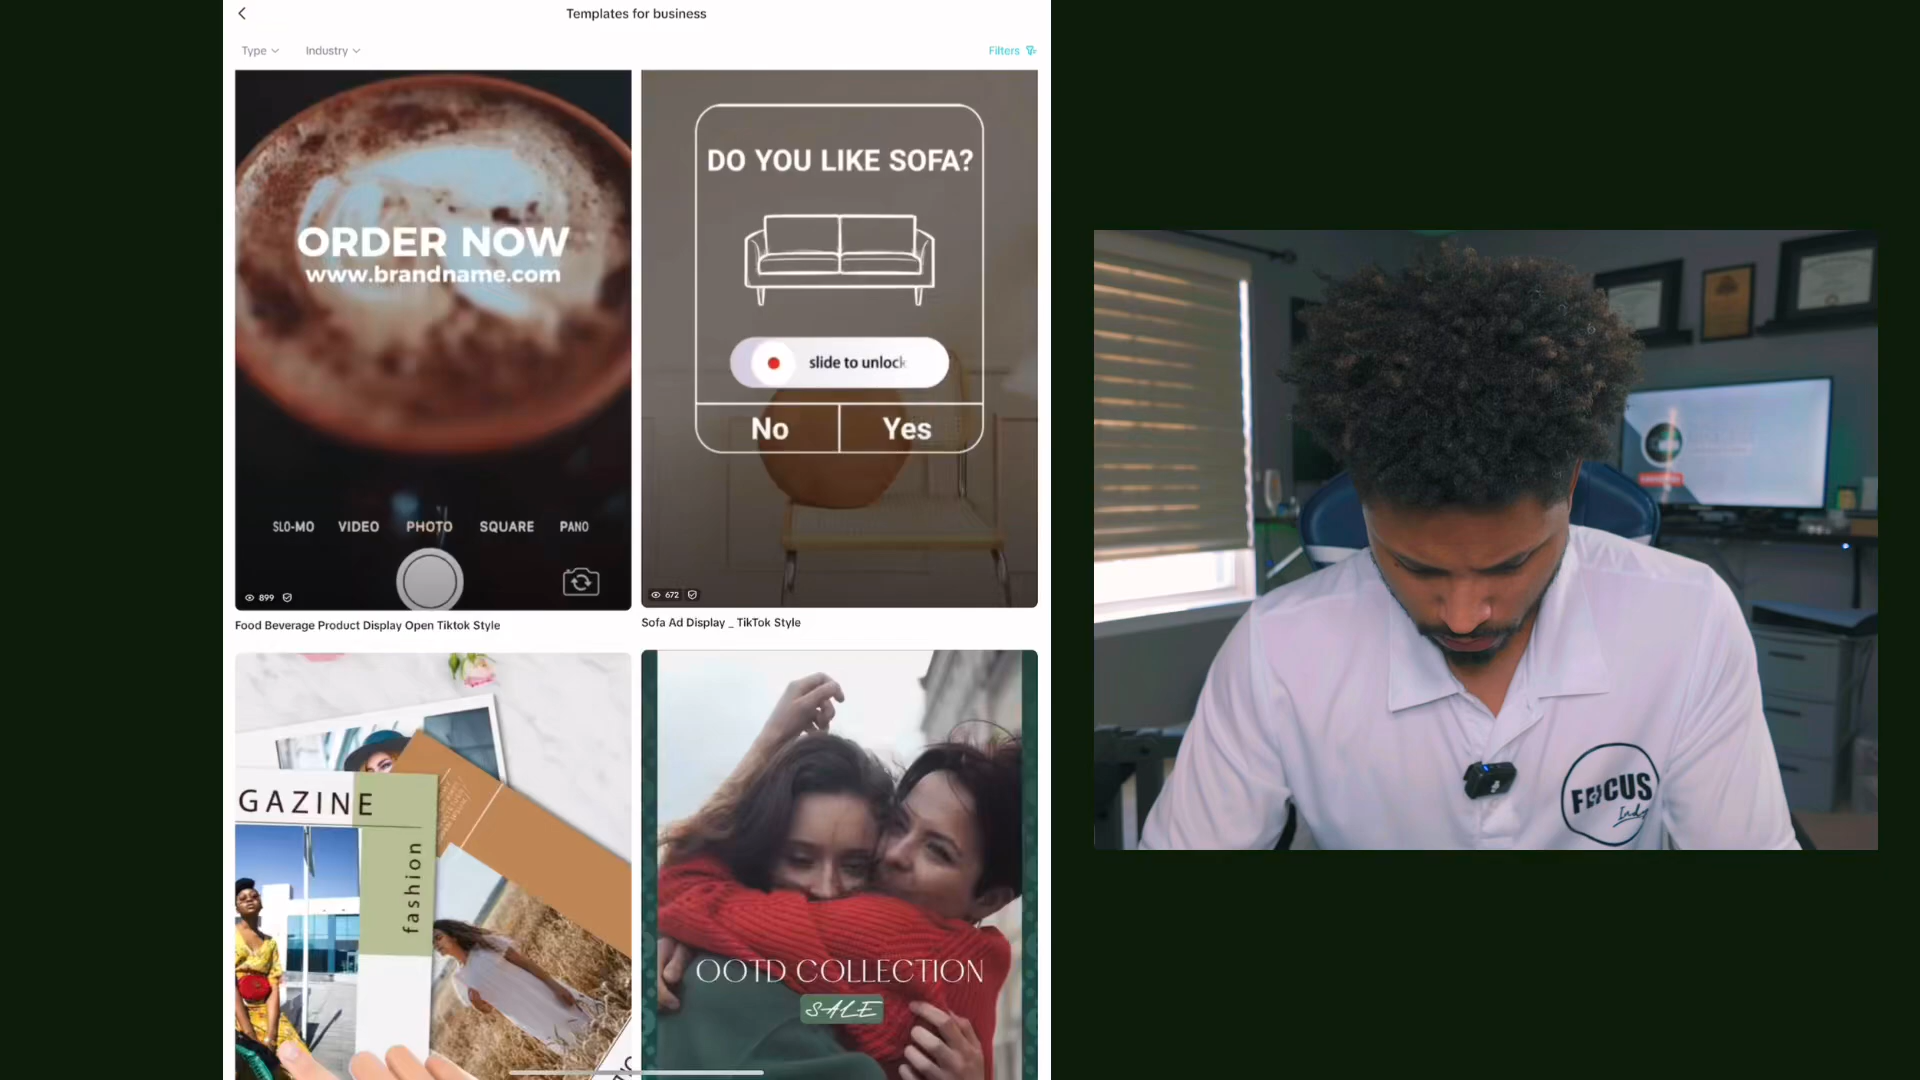 Templates for business
Type
Industry
Filters
ORDER NOW
www.brandname.com
SLO-MO VIDEO PHOTO SQUARE PANO
899
Food Beverage Product Display Open Tiktok Style
DO YOU LIKE SOFA?
slide to unlock
No
Yes
672
Sofa Ad Display _ TikTok Style
GAZINE
fashion
OOTD COLLECTION
SALE
FOCUS
Indy